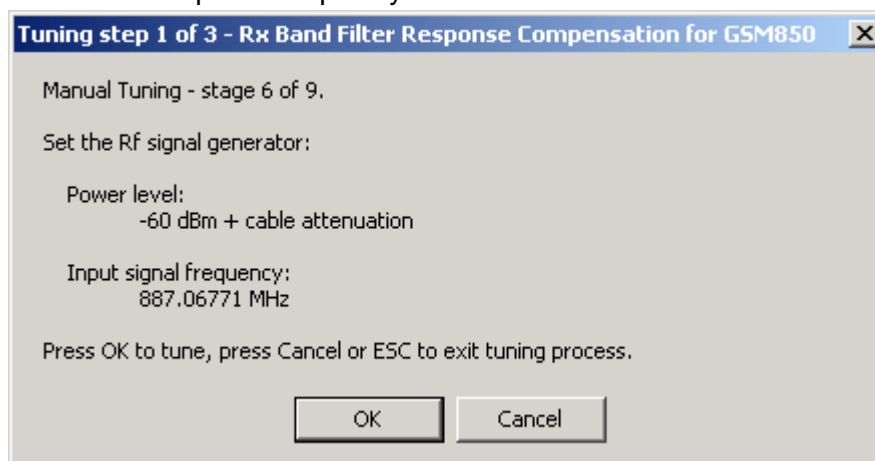 Tuning step 1 of 3 - Rx Band Filter Response Compensation for GSM850
Manual Tuning - stage 6 of 9.
Set the Rf signal generator:
Power level:
-60 dBm + cable attenuation
Input signal frequency:
887.06771 MHz
Press OK to tune, press Cancel or ESC to exit tuning process.
OK Cancel